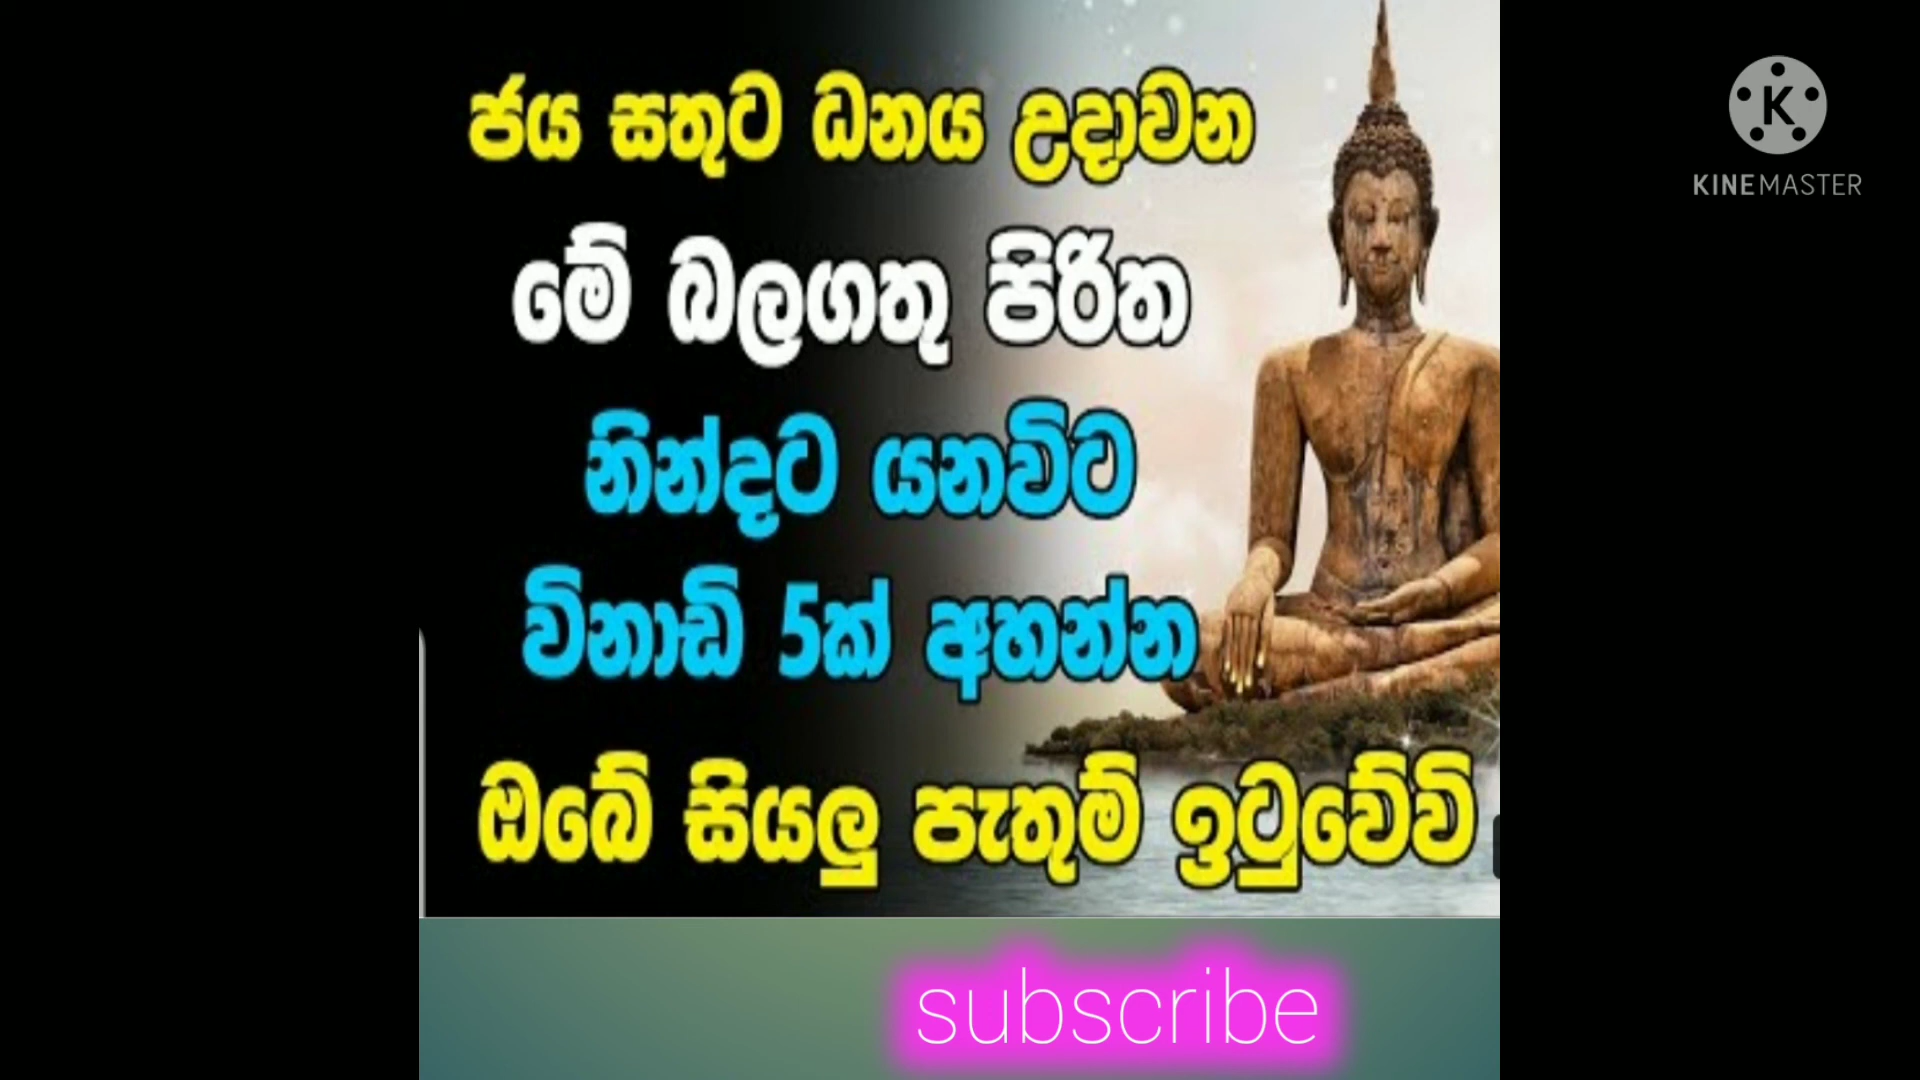 ජය සතුට ධනය උදාවන
මේ බලගතු පිරිත
නින්දට යනවිට
විනාඩි 5ක් අහන්න
ඔබේ සියලු පැතුම් ඉටුවේවි
subscribe
K
KINEMASTER